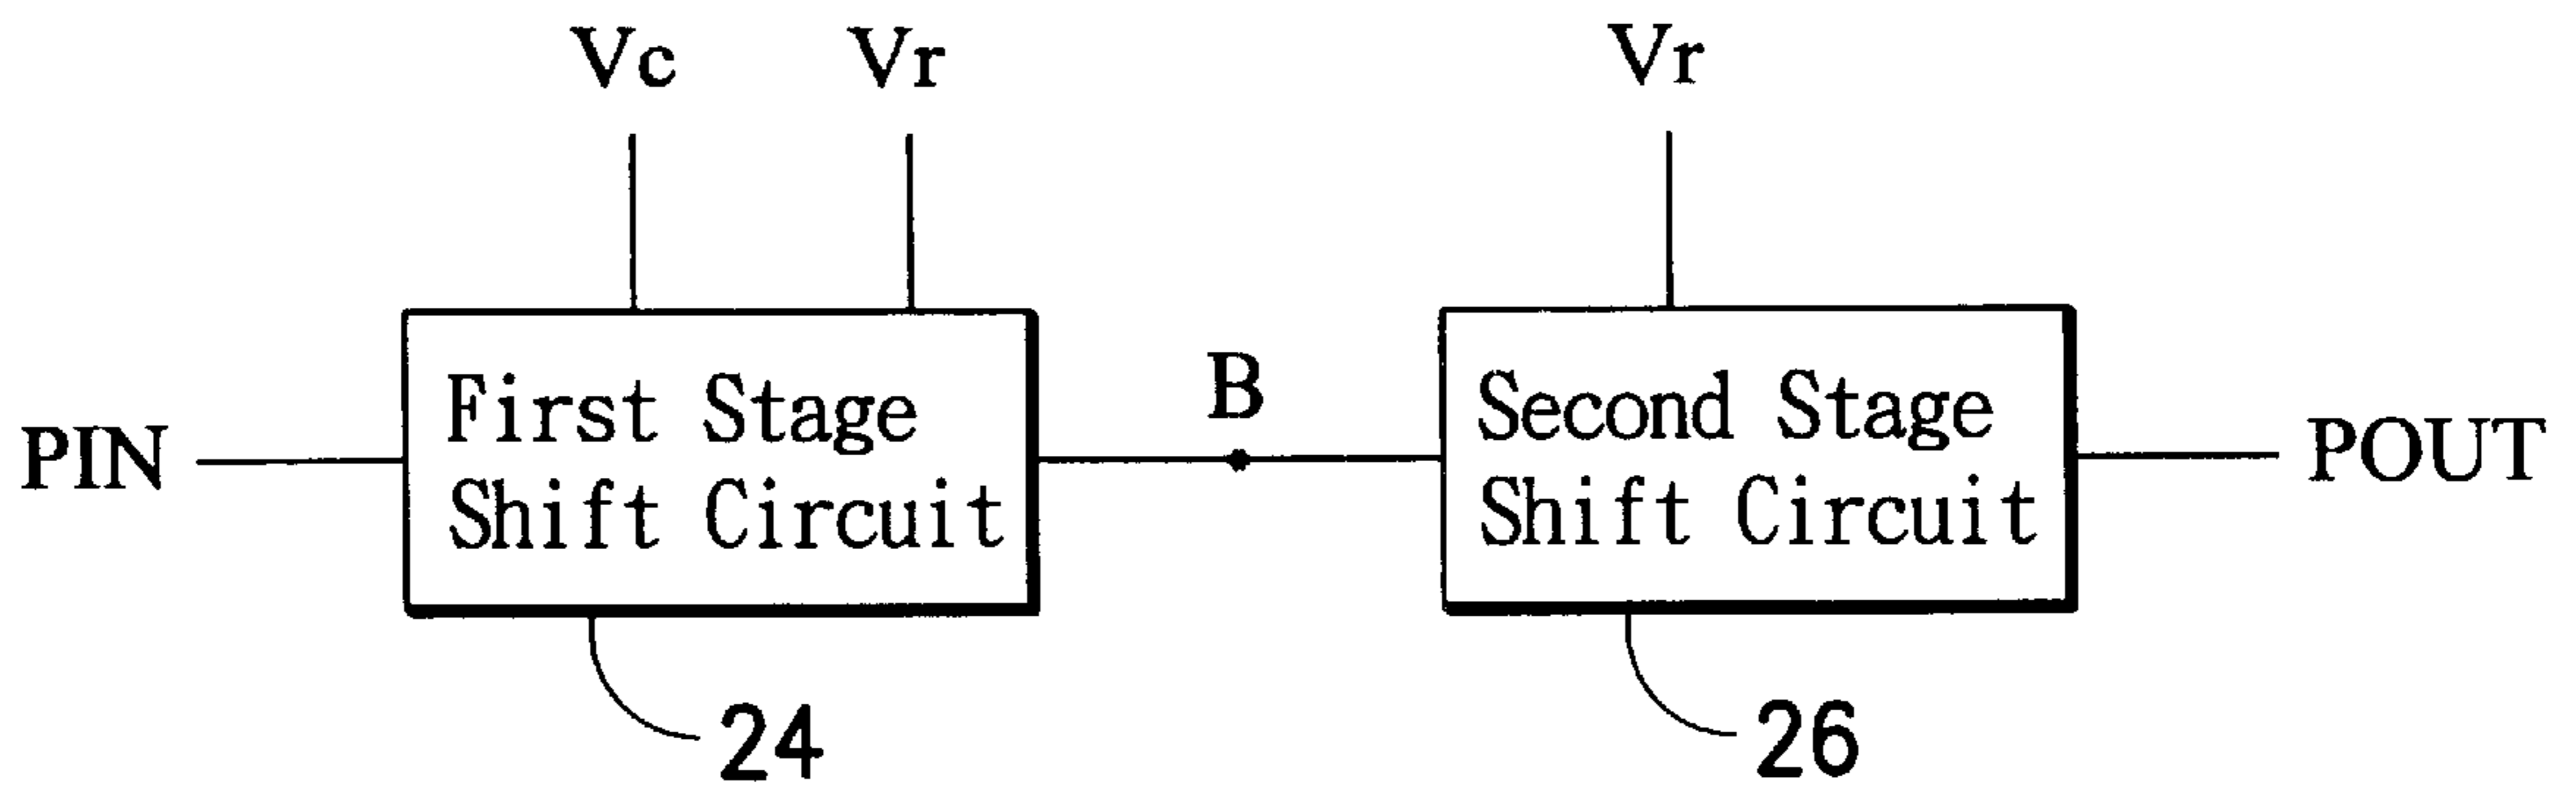 Vc
Vr
Vr
PIN
First Stage
Shift Circuit
B
Second Stage
Shift Circuit
POUT
24
26